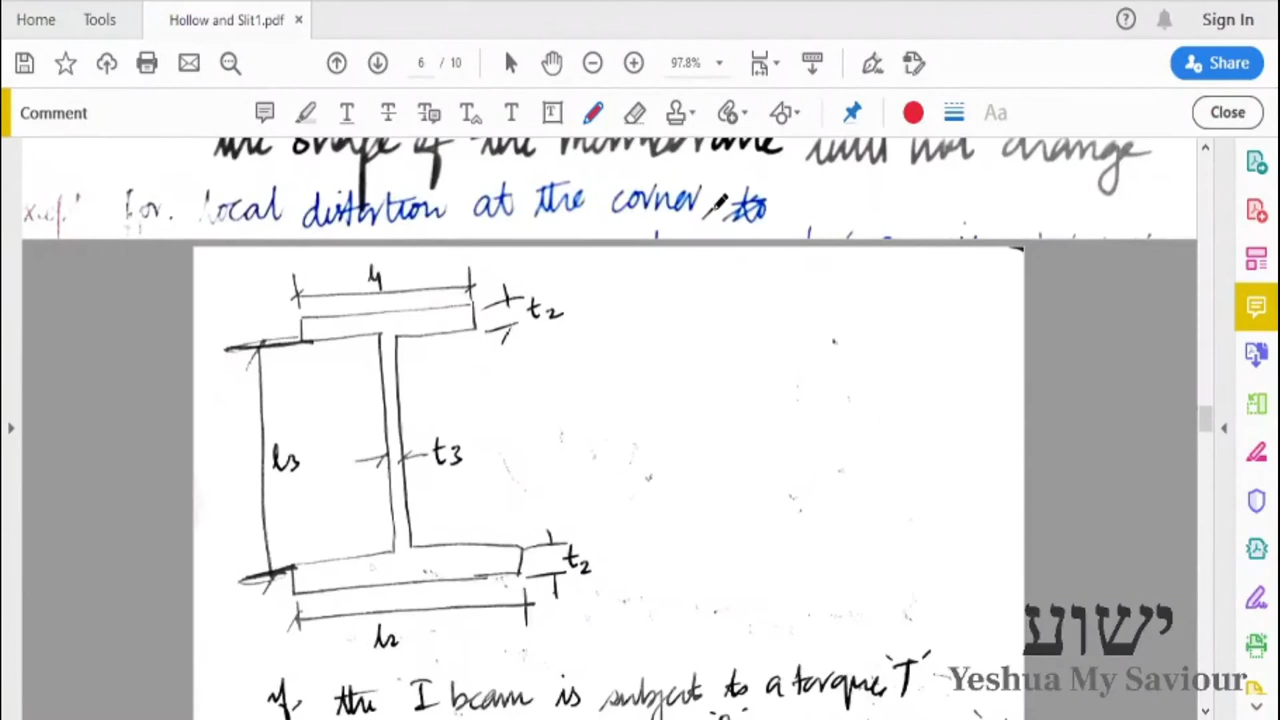 Home Tools Hollow and Slit1.pdf × Sign In
6 / 10 97.8% Share
Comment Aa Close
the shape of the membrane will not change
For local distortion at the corner,
l1
t2
l3
t3
t2
l2
if the I beam is subject to a torque 'T'
ישוע
Yeshua My Saviour